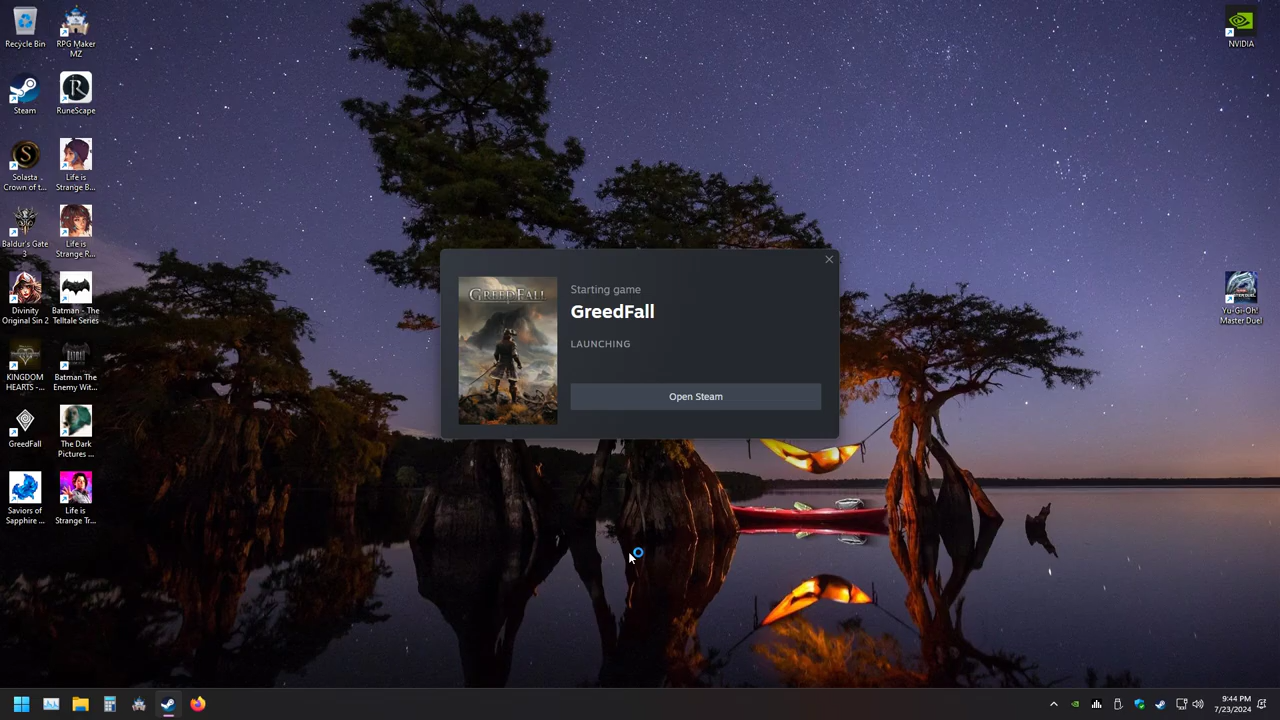 Recycle Bin
RPG Maker
MZ
Steam
RuneScape
Solasta
Crown of t...
Life is
Strange B...
Baldur's Gate
3
Life is
Strange R...
Divinity
Original Sin 2
Batman - The
Telltale Series
KINGDOM
HEARTS -...
Batman The
Enemy Wit...
GreedFall
The Dark
Pictures ...
Saviors of
Sapphire ...
Life is
Strange Tr...
NVIDIA
Yu-Gi-Oh!
Master Duel
GREEDFALL
Starting game
GreedFall
LAUNCHING
Open Steam
9:44 PM
7/23/2024